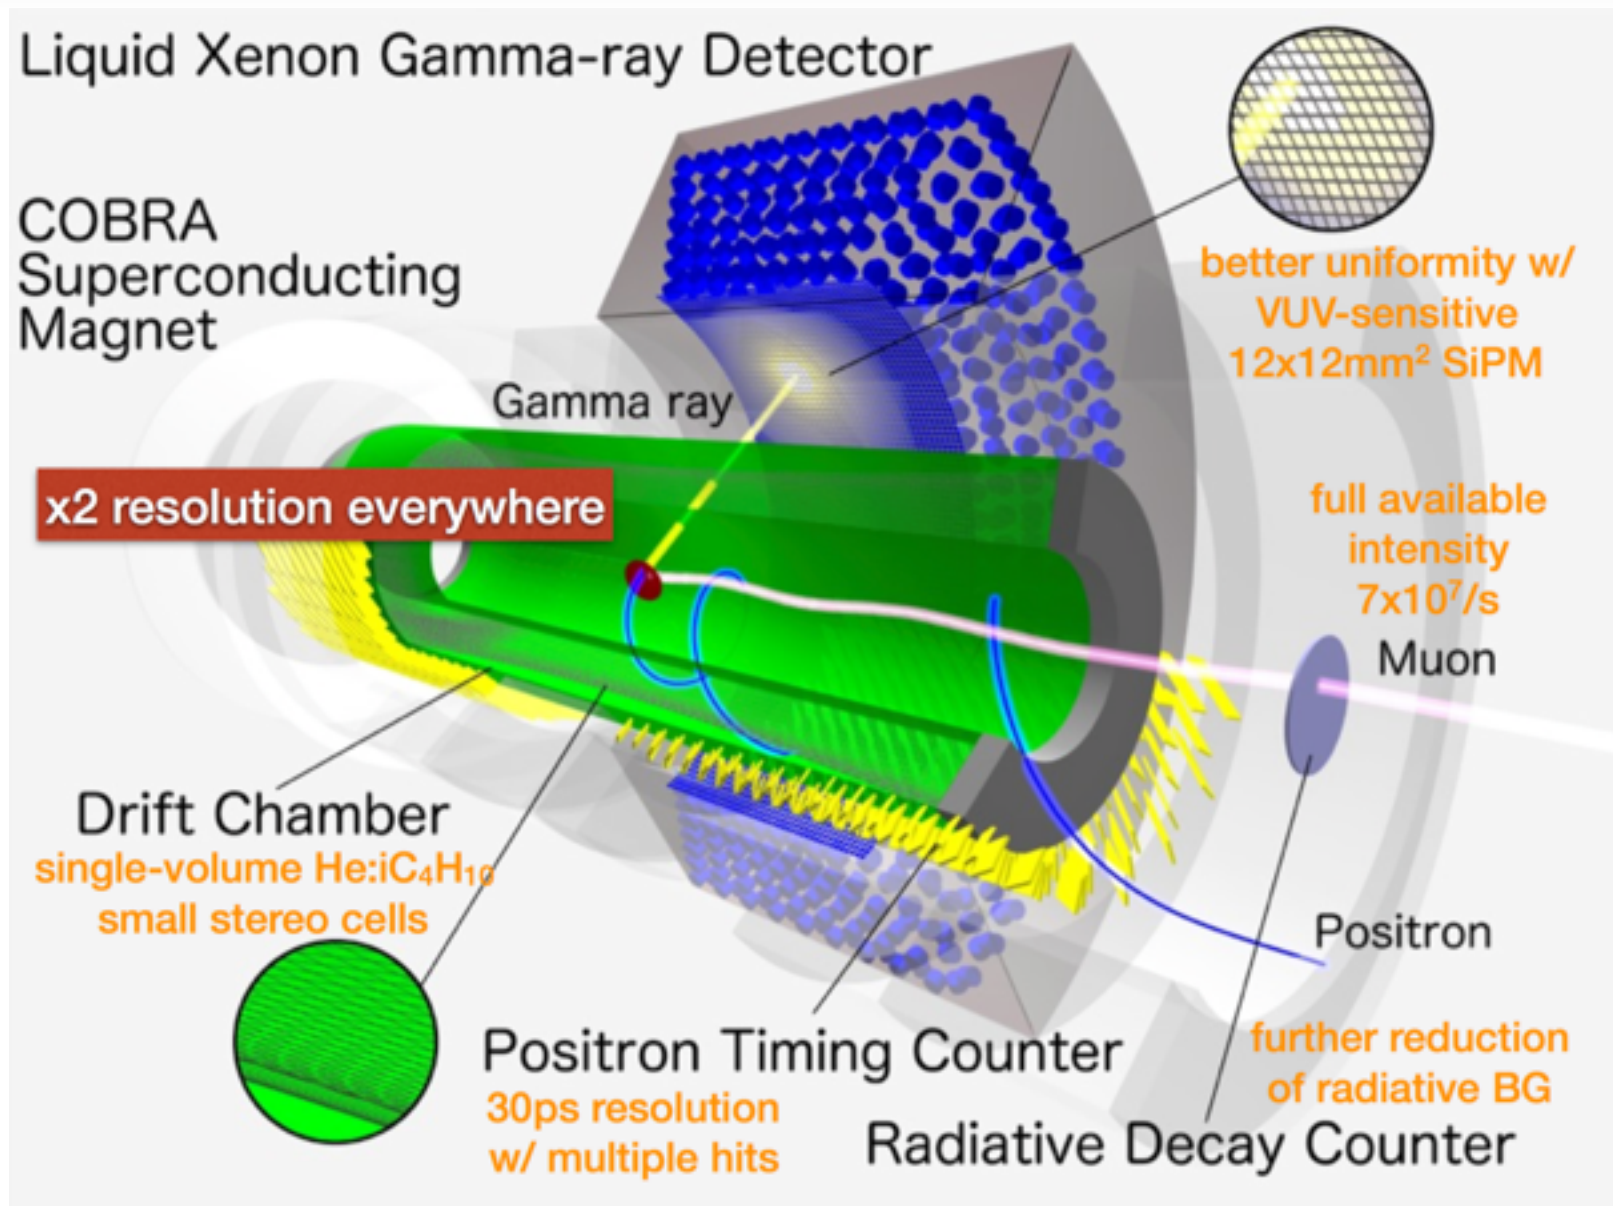 Liquid Xenon Gamma-ray Detector
COBRA
Superconducting
Magnet
better uniformity w/
VUV-sensitive
12x12mm² SiPM
Gamma ray
x2 resolution everywhere
full available
intensity
7x10⁷/s
Muon
Drift Chamber
single-volume He:iC₄H₁₀
small stereo cells
Positron
Positron Timing Counter
30ps resolution
w/ multiple hits
further reduction
of radiative BG
Radiative Decay Counter